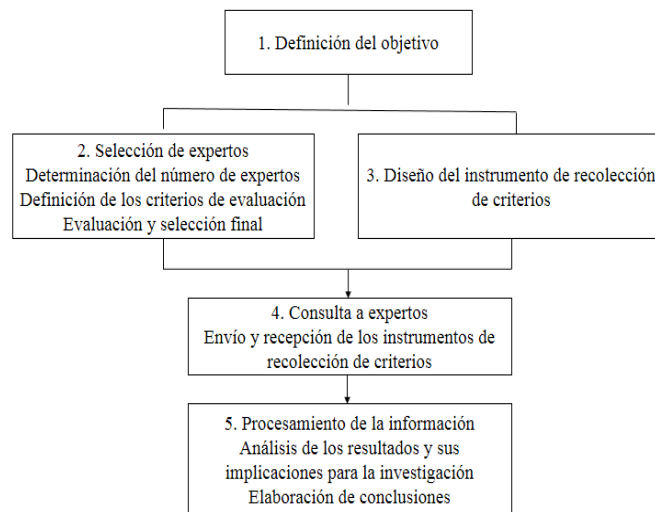 1. Definición del objetivo
2. Selección de expertos
Determinación del número de expertos
Definición de los criterios de evaluación
Evaluación y selección final
3. Diseño del instrumento de recolección
de criterios
4. Consulta a expertos
Envío y recepción de los instrumentos de
recolección de criterios
5. Procesamiento de la información
Análisis de los resultados y sus
implicaciones para la investigación
Elaboración de conclusiones